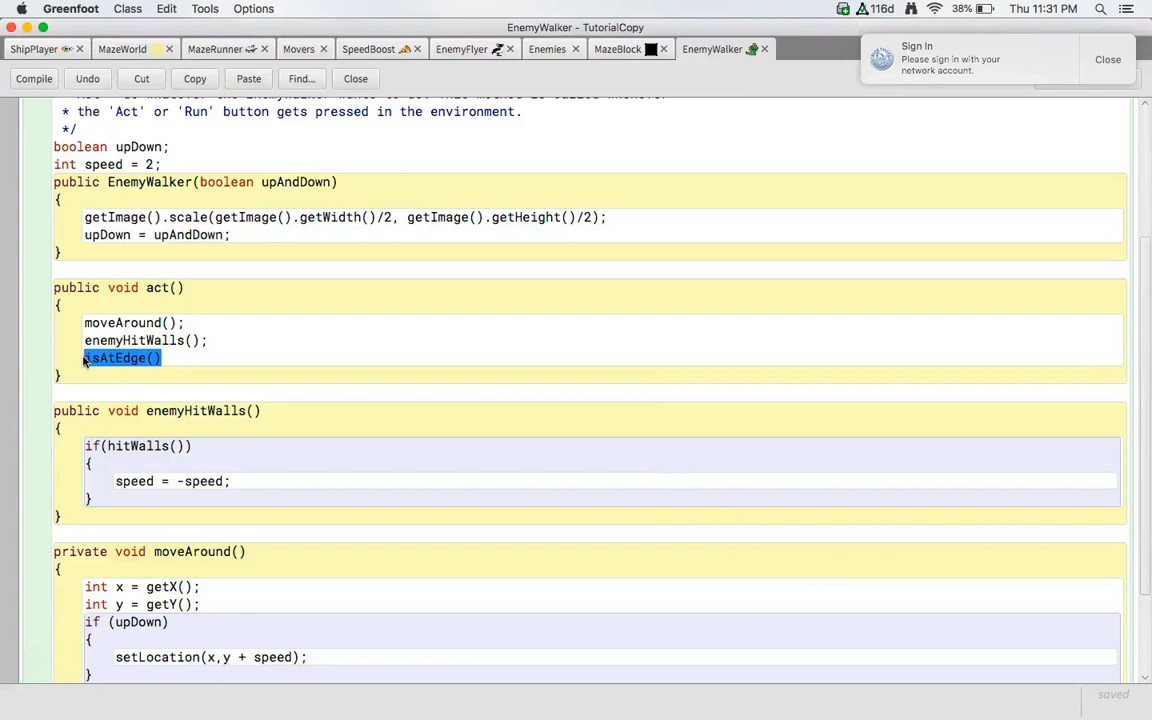 Greenfoot Class Edit Tools Options 116d 38% Thu 11:31 PM
EnemyWalker - TutorialCopy
ShipPlayer MazeWorld MazeRunner Movers SpeedBoost EnemyFlyer Enemies MazeBlock EnemyWalker
Sign In
Please sign in with your
network account.
Close
Compile Undo Cut Copy Paste Find... Close
* the 'Act' or 'Run' button gets pressed in the environment.
*/
boolean upDown;
int speed = 2;
public EnemyWalker(boolean upAndDown)
{
getImage().scale(getImage().getWidth()/2, getImage().getHeight()/2);
upDown = upAndDown;
}
public void act()
{
moveAround();
enemyHitWalls();
isAtEdge()
}
public void enemyHitWalls()
{
if(hitWalls())
{
speed = -speed;
}
}
private void moveAround()
{
int x = getX();
int y = getY();
if (upDown)
{
setLocation(x,y + speed);
}
saved